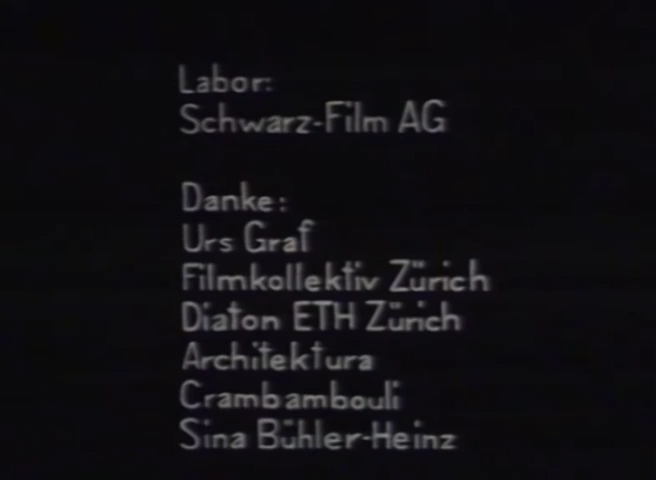 Labor:
Schwarz-Film AG
Danke:
Urs Graf
Filmkollektiv Zürich
Diaton ETH Zürich
Architektura
Crambambouli
Sina Bühler-Heinz